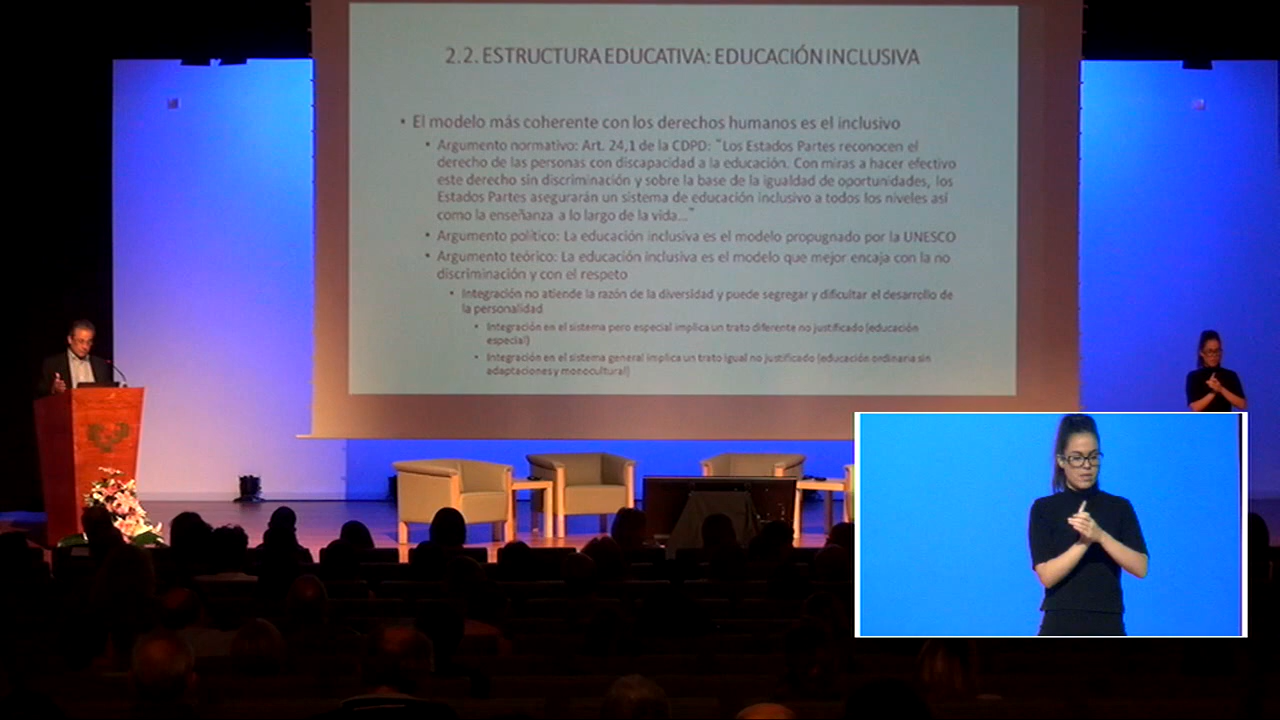 2.2. ESTRUCTURA EDUCATIVA: EDUCACIÓN INCLUSIVA
• El modelo más coherente con los derechos humanos es el inclusivo
• Argumento normativo: Art. 24,1 de la CDPD: "Los Estados Partes reconocen el
derecho de las personas con discapacidad a la educación. Con miras a hacer efectivo
este derecho sin discriminación y sobre la base de la igualdad de oportunidades, los
Estados Partes asegurarán un sistema de educación inclusivo a todos los niveles así
como la enseñanza a lo largo de la vida..."
• Argumento político: La educación inclusiva es el modelo propugnado por la UNESCO
• Argumento teórico: La educación inclusiva es el modelo que mejor encaja con la no
discriminación y con el respeto
• Integración no atiende la razón de la diversidad y puede segregar y dificultar el desarrollo de
la personalidad
• Integración en el sistema pero especial implica un trato diferente no justificado (educación
especial)
• Integración en el sistema general implica un trato igual no justificado (educación ordinaria sin
adaptaciones y monocultural)